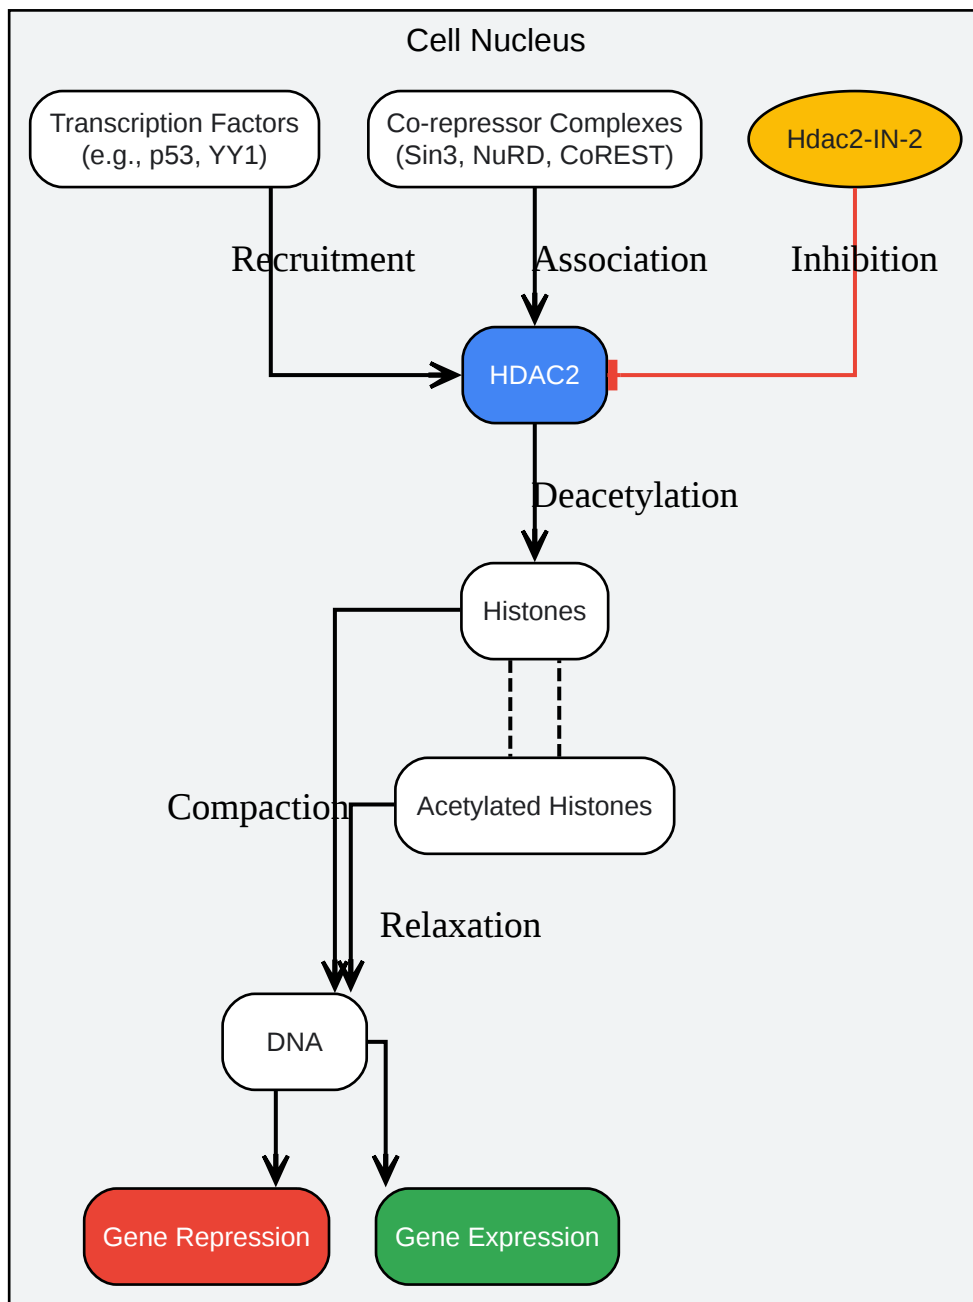 Cell Nucleus
Transcription Factors
(e.g., p53, YY1)
Co-repressor Complexes
(Sin3, NuRD, CoREST)
Hdac2-IN-2
Recruitment
Association
Inhibition
HDAC2
Deacetylation
Histones
Compaction
Acetylated Histones
Relaxation
DNA
Gene Repression
Gene Expression